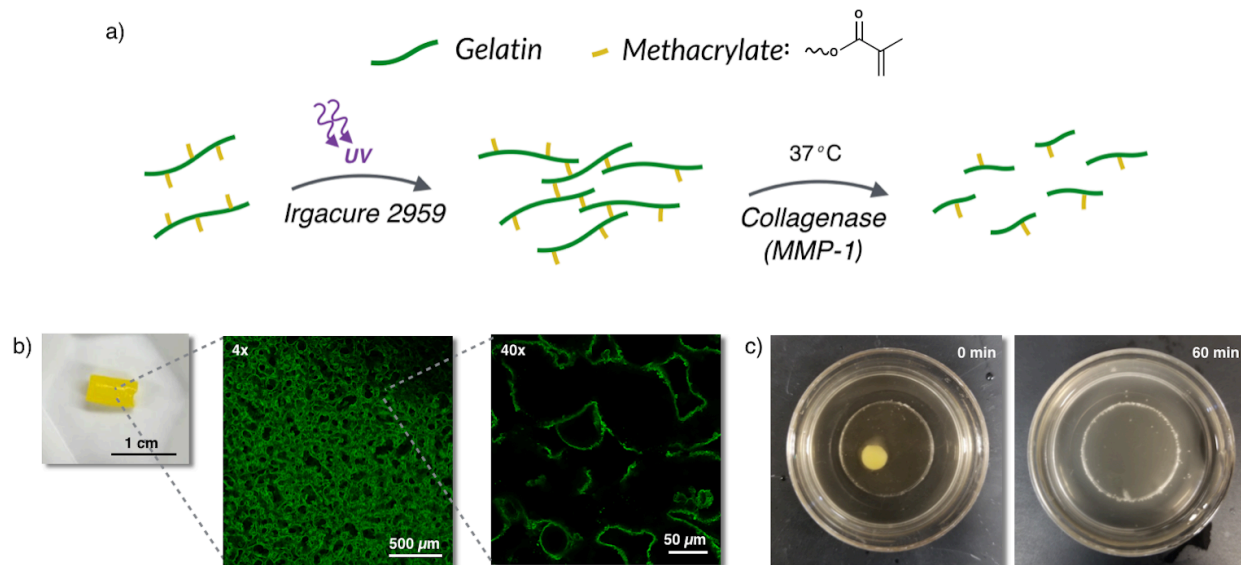 a)
Gelatin
Methacrylate:
O
O
UV
Irgacure 2959
37 °C
Collagenase
(MMP-1)
b)
1 cm
4x
500 µm
40x
50 µm
c)
0 min
60 min